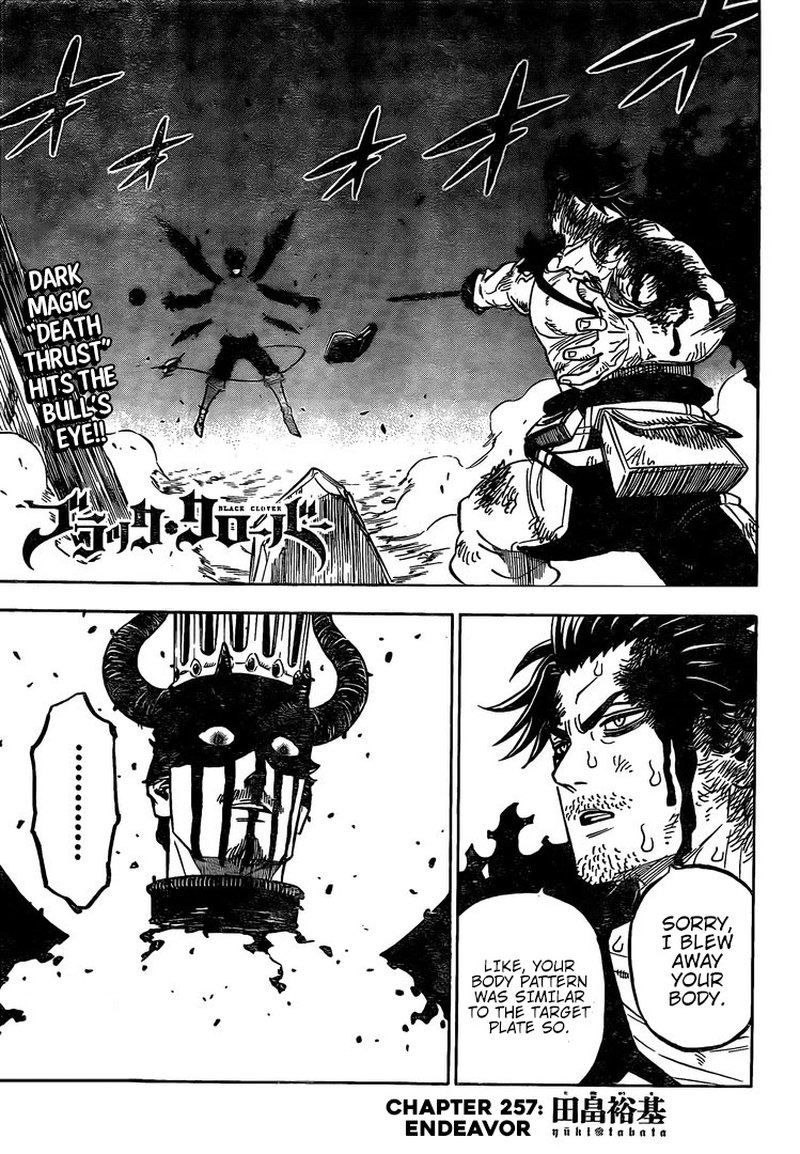 DARK
MAGIC
"DEATH
THRUST"
HITS THE
BULL'S
EYE!!
BLACK CLOVER
ブラック・クローバー
SORRY,
I BLEW
AWAY
YOUR
BODY.
LIKE, YOUR
BODY PATTERN
WAS SIMILAR
TO THE TARGET
PLATE SO.
..........
CHAPTER 257:
ENDEAVOR
田畠裕基
yūki⊕tabata